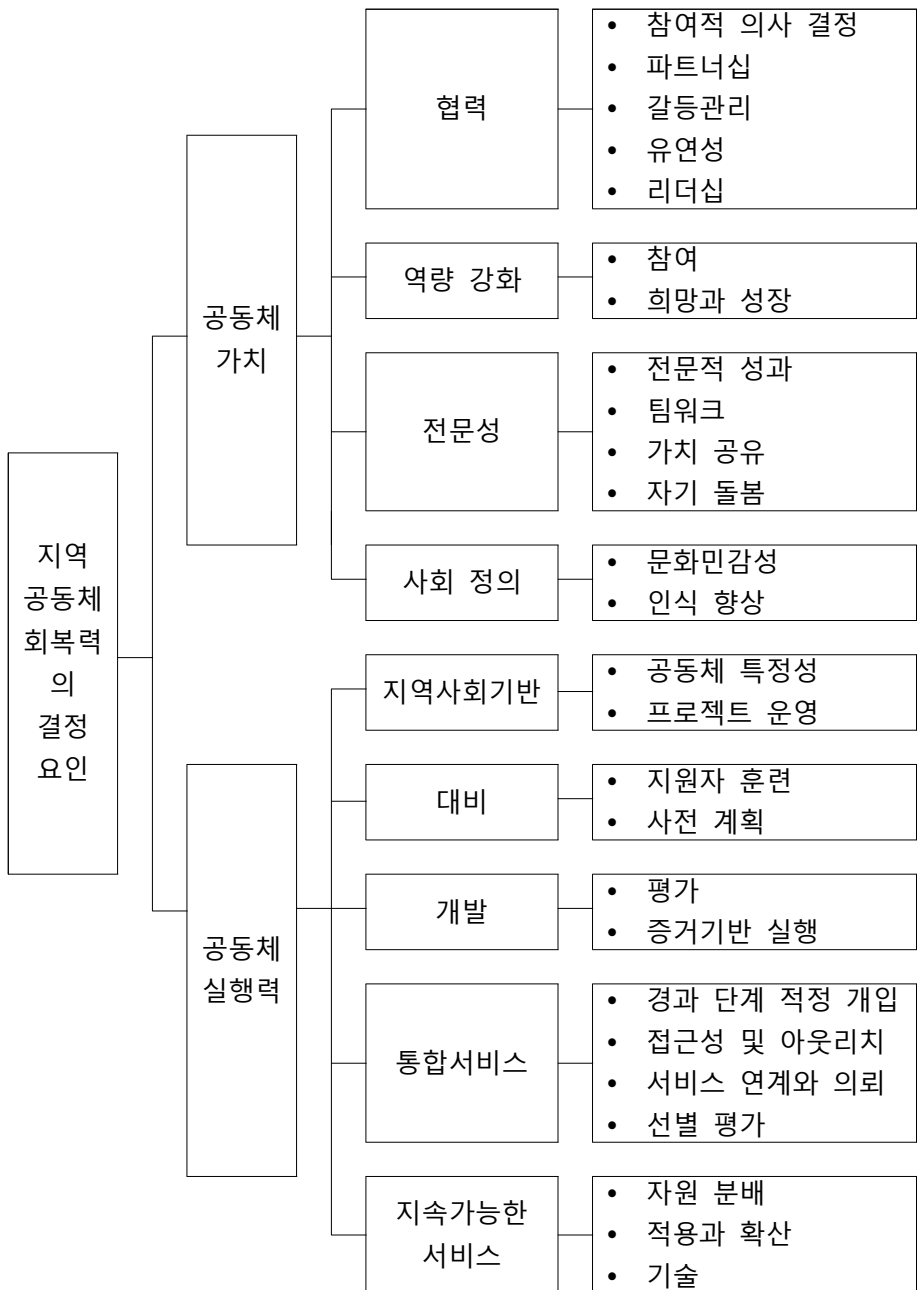 지역
공동체
회복력
의
결정
요인
공동체
가치
협력
• 참여적 의사 결정
• 파트너십
• 갈등관리
• 유연성
• 리더십
역량 강화
• 참여
• 희망과 성장
전문성
• 전문적 성과
• 팀워크
• 가치 공유
• 자기 돌봄
사회 정의
• 문화민감성
• 인식 향상
공동체
실행력
지역사회기반
• 공동체 특정성
• 프로젝트 운영
대비
• 지원자 훈련
• 사전 계획
개발
• 평가
• 증거기반 실행
통합서비스
• 경과 단계 적정 개입
• 접근성 및 아웃리치
• 서비스 연계와 의뢰
• 선별 평가
지속가능한
서비스
• 자원 분배
• 적용과 확산
• 기술